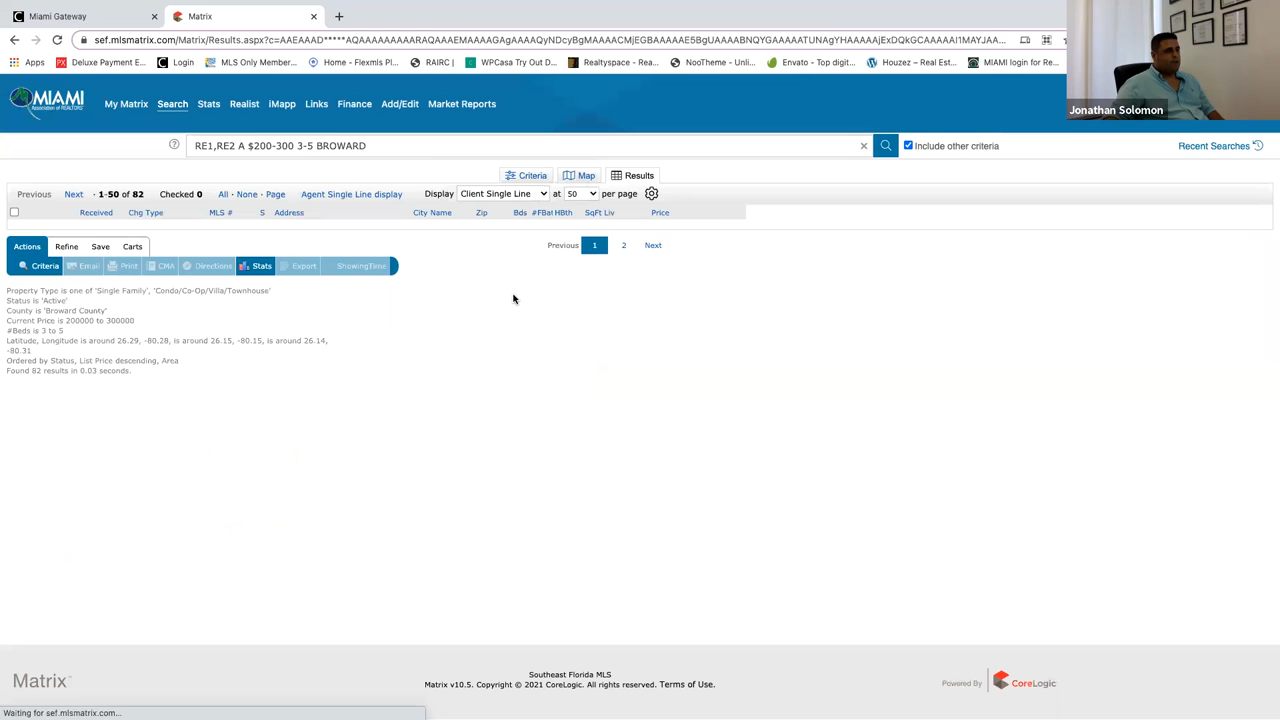 Miami Gateway
Matrix
sef.mlsmatrix.com/Matrix/Results.aspx?c=AAEAAAD*****AQAAAAAAAAARAQAAAEMAAAAGAgAAAAQyNDcyBgMAAAACMjEGBAAAAAE5BgUAAAABNQYGAAAATUNAgYHAAAAAjExDQkGCAAAAAI1MAYJAA...
Apps
Deluxe Payment E...
Login
MLS Only Member...
Home - Flexmls Pl...
RAIRC |
WPCasa Try Out D...
Realtyspace - Rea...
NooTheme - Unli...
Envato - Top digit...
Houzez – Real Est...
MIAMI login for Re...
Jonathan Solomon
MIAMI
My Matrix Search Stats Realist iMapp Links Finance Add/Edit Market Reports
RE1,RE2 A $200-300 3-5 BROWARD
Include other criteria
Recent Searches
Criteria Map Results
Previous Next · 1-50 of 82 Checked 0 All · None · Page Agent Single Line display Display Client Single Line at 50 per page
Received Chg Type MLS # S Address City Name Zip Bds #FBat HBth SqFt Liv Price
Actions Refine Save Carts
Previous 1 2 Next
Criteria Email Print CMA Directions Stats Export ShowingTime
Property Type is one of 'Single Family', 'Condo/Co-Op/Villa/Townhouse'
Status is 'Active'
County is 'Broward County'
Current Price is 200000 to 300000
#Beds is 3 to 5
Latitude, Longitude is around 26.29, -80.28, is around 26.15, -80.15, is around 26.14,
-80.31
Ordered by Status, List Price descending, Area
Found 82 results in 0.03 seconds.
Matrix
Southeast Florida MLS
Matrix v10.5. Copyright © 2021 CoreLogic. All rights reserved. Terms of Use.
Powered By CoreLogic
Waiting for sef.mlsmatrix.com...